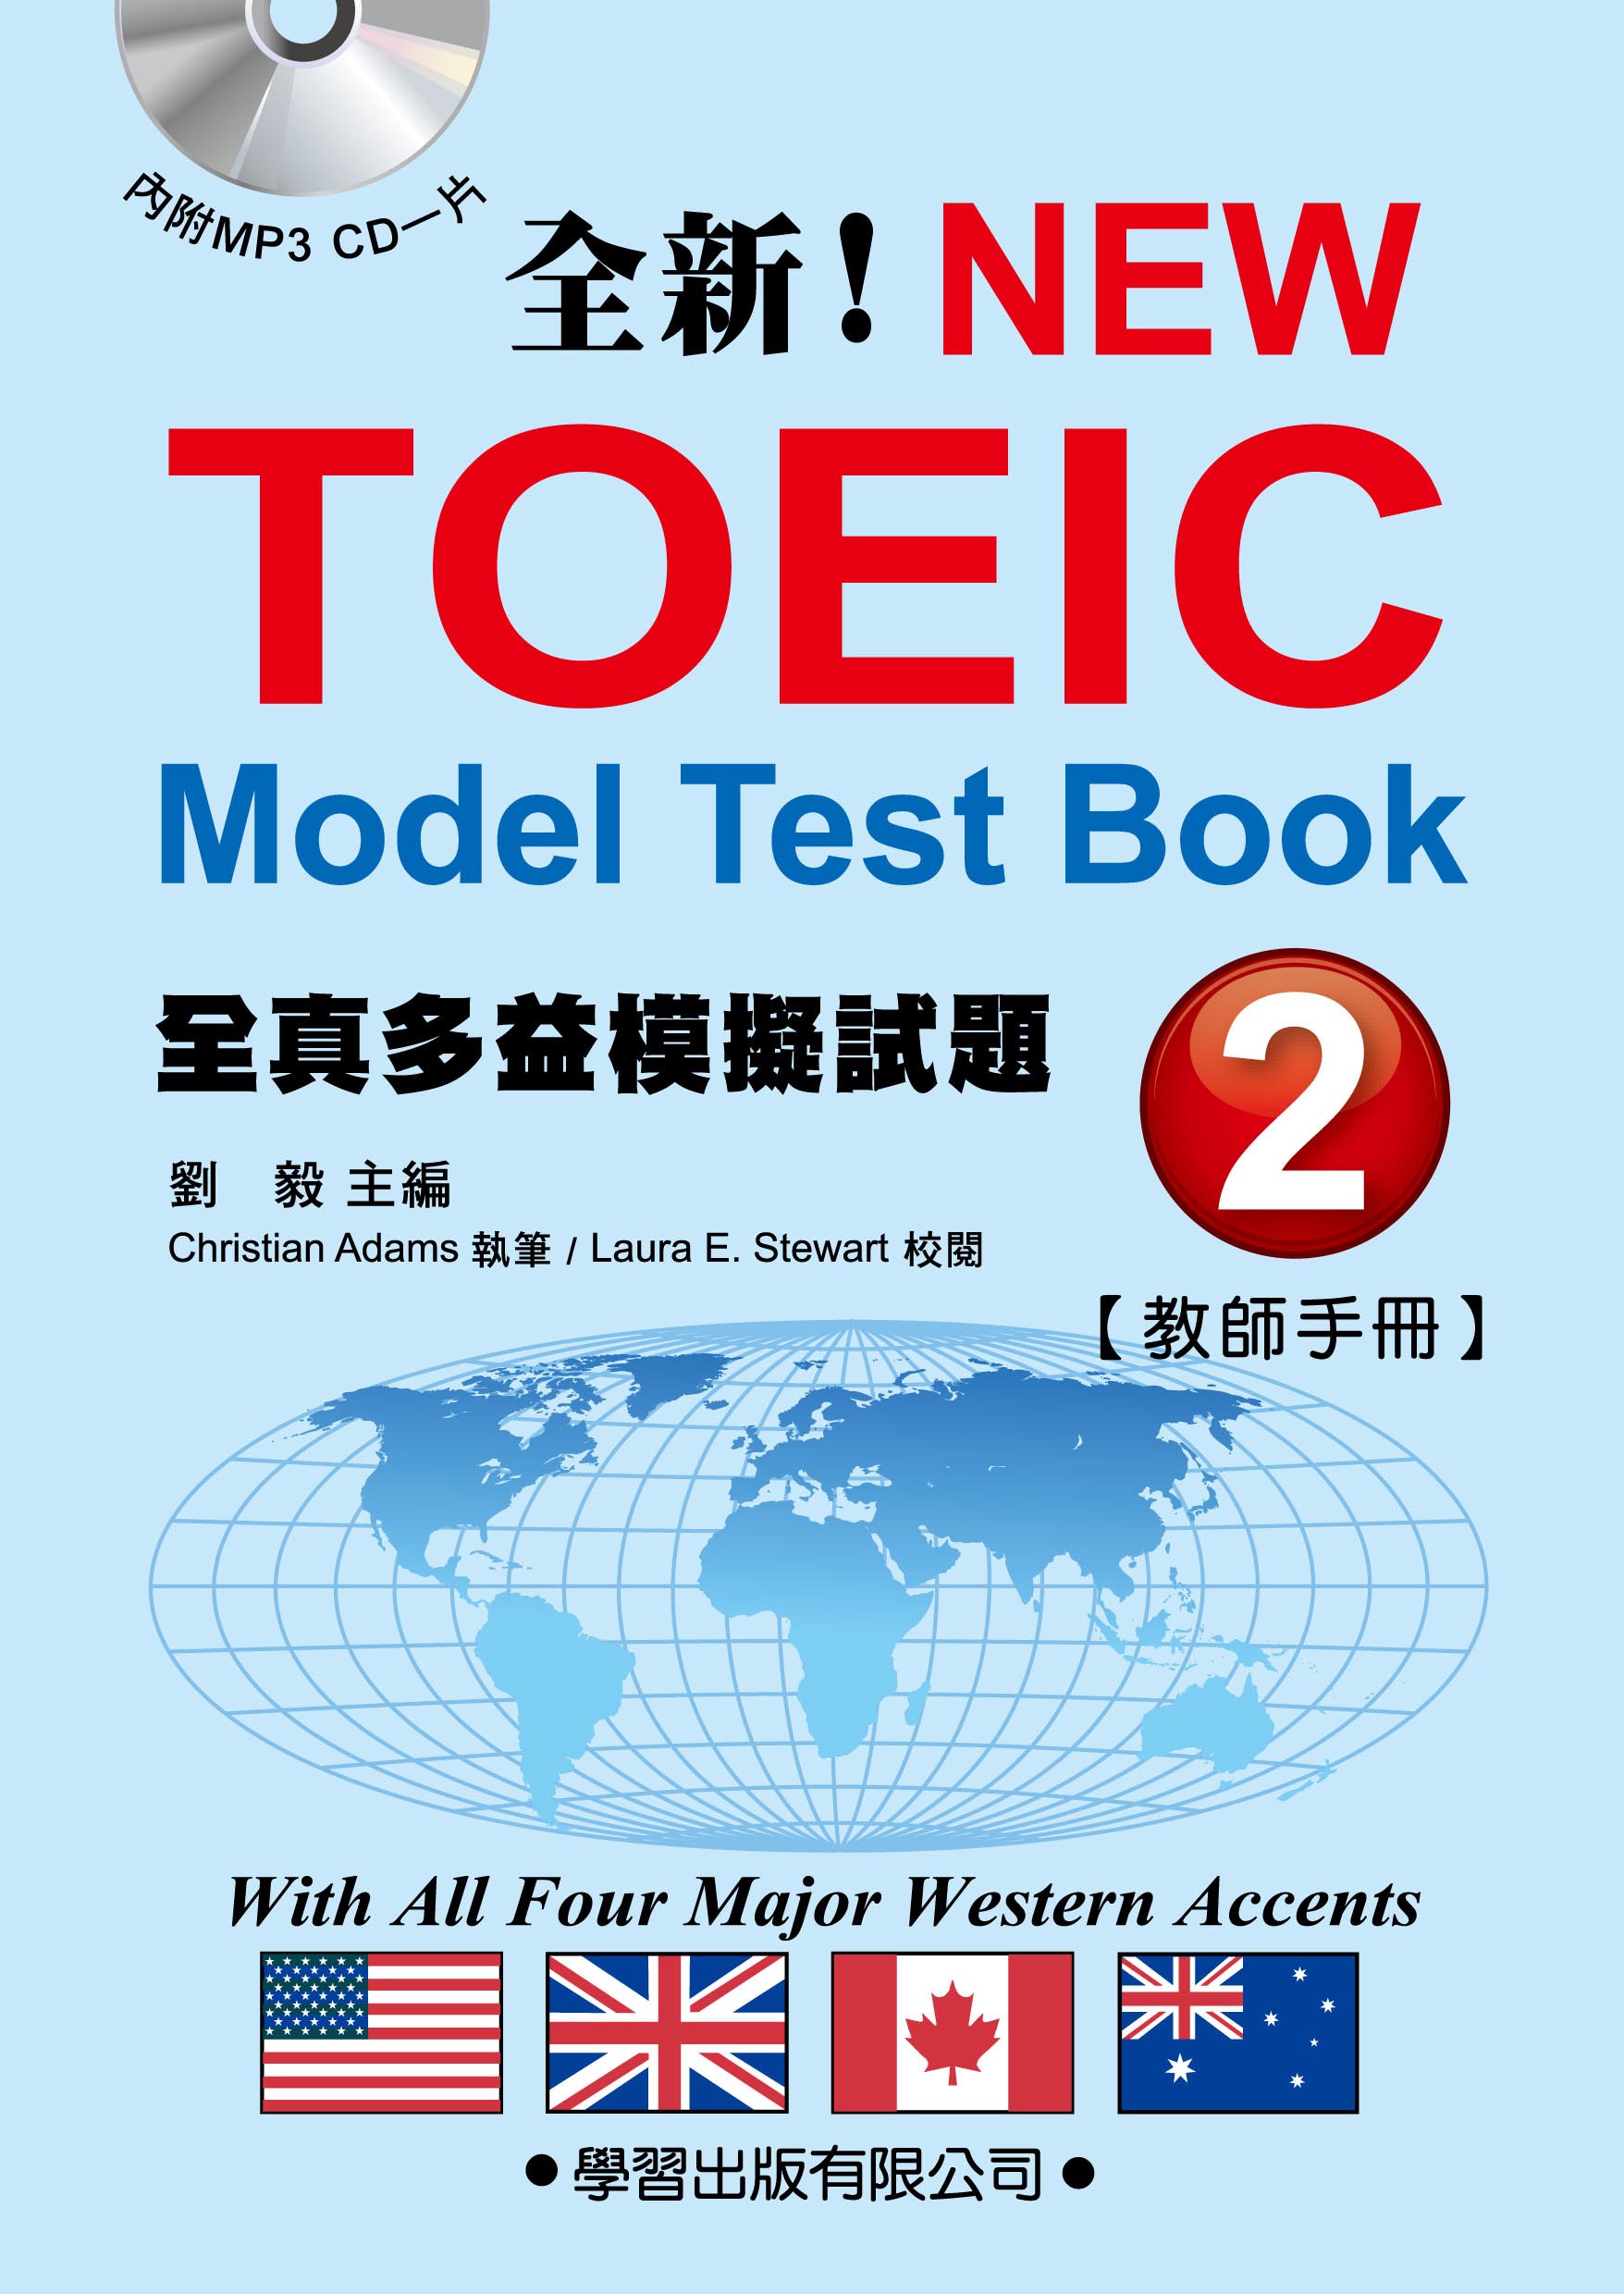 內附MP3 CD一片
全新！NEW
TOEIC
Model Test Book
全真多益模擬試題
2
劉　毅 主編
Christian Adams 執筆 / Laura E. Stewart 校閱
【教師手冊】
With All Four Major Western Accents
●學習出版有限公司●